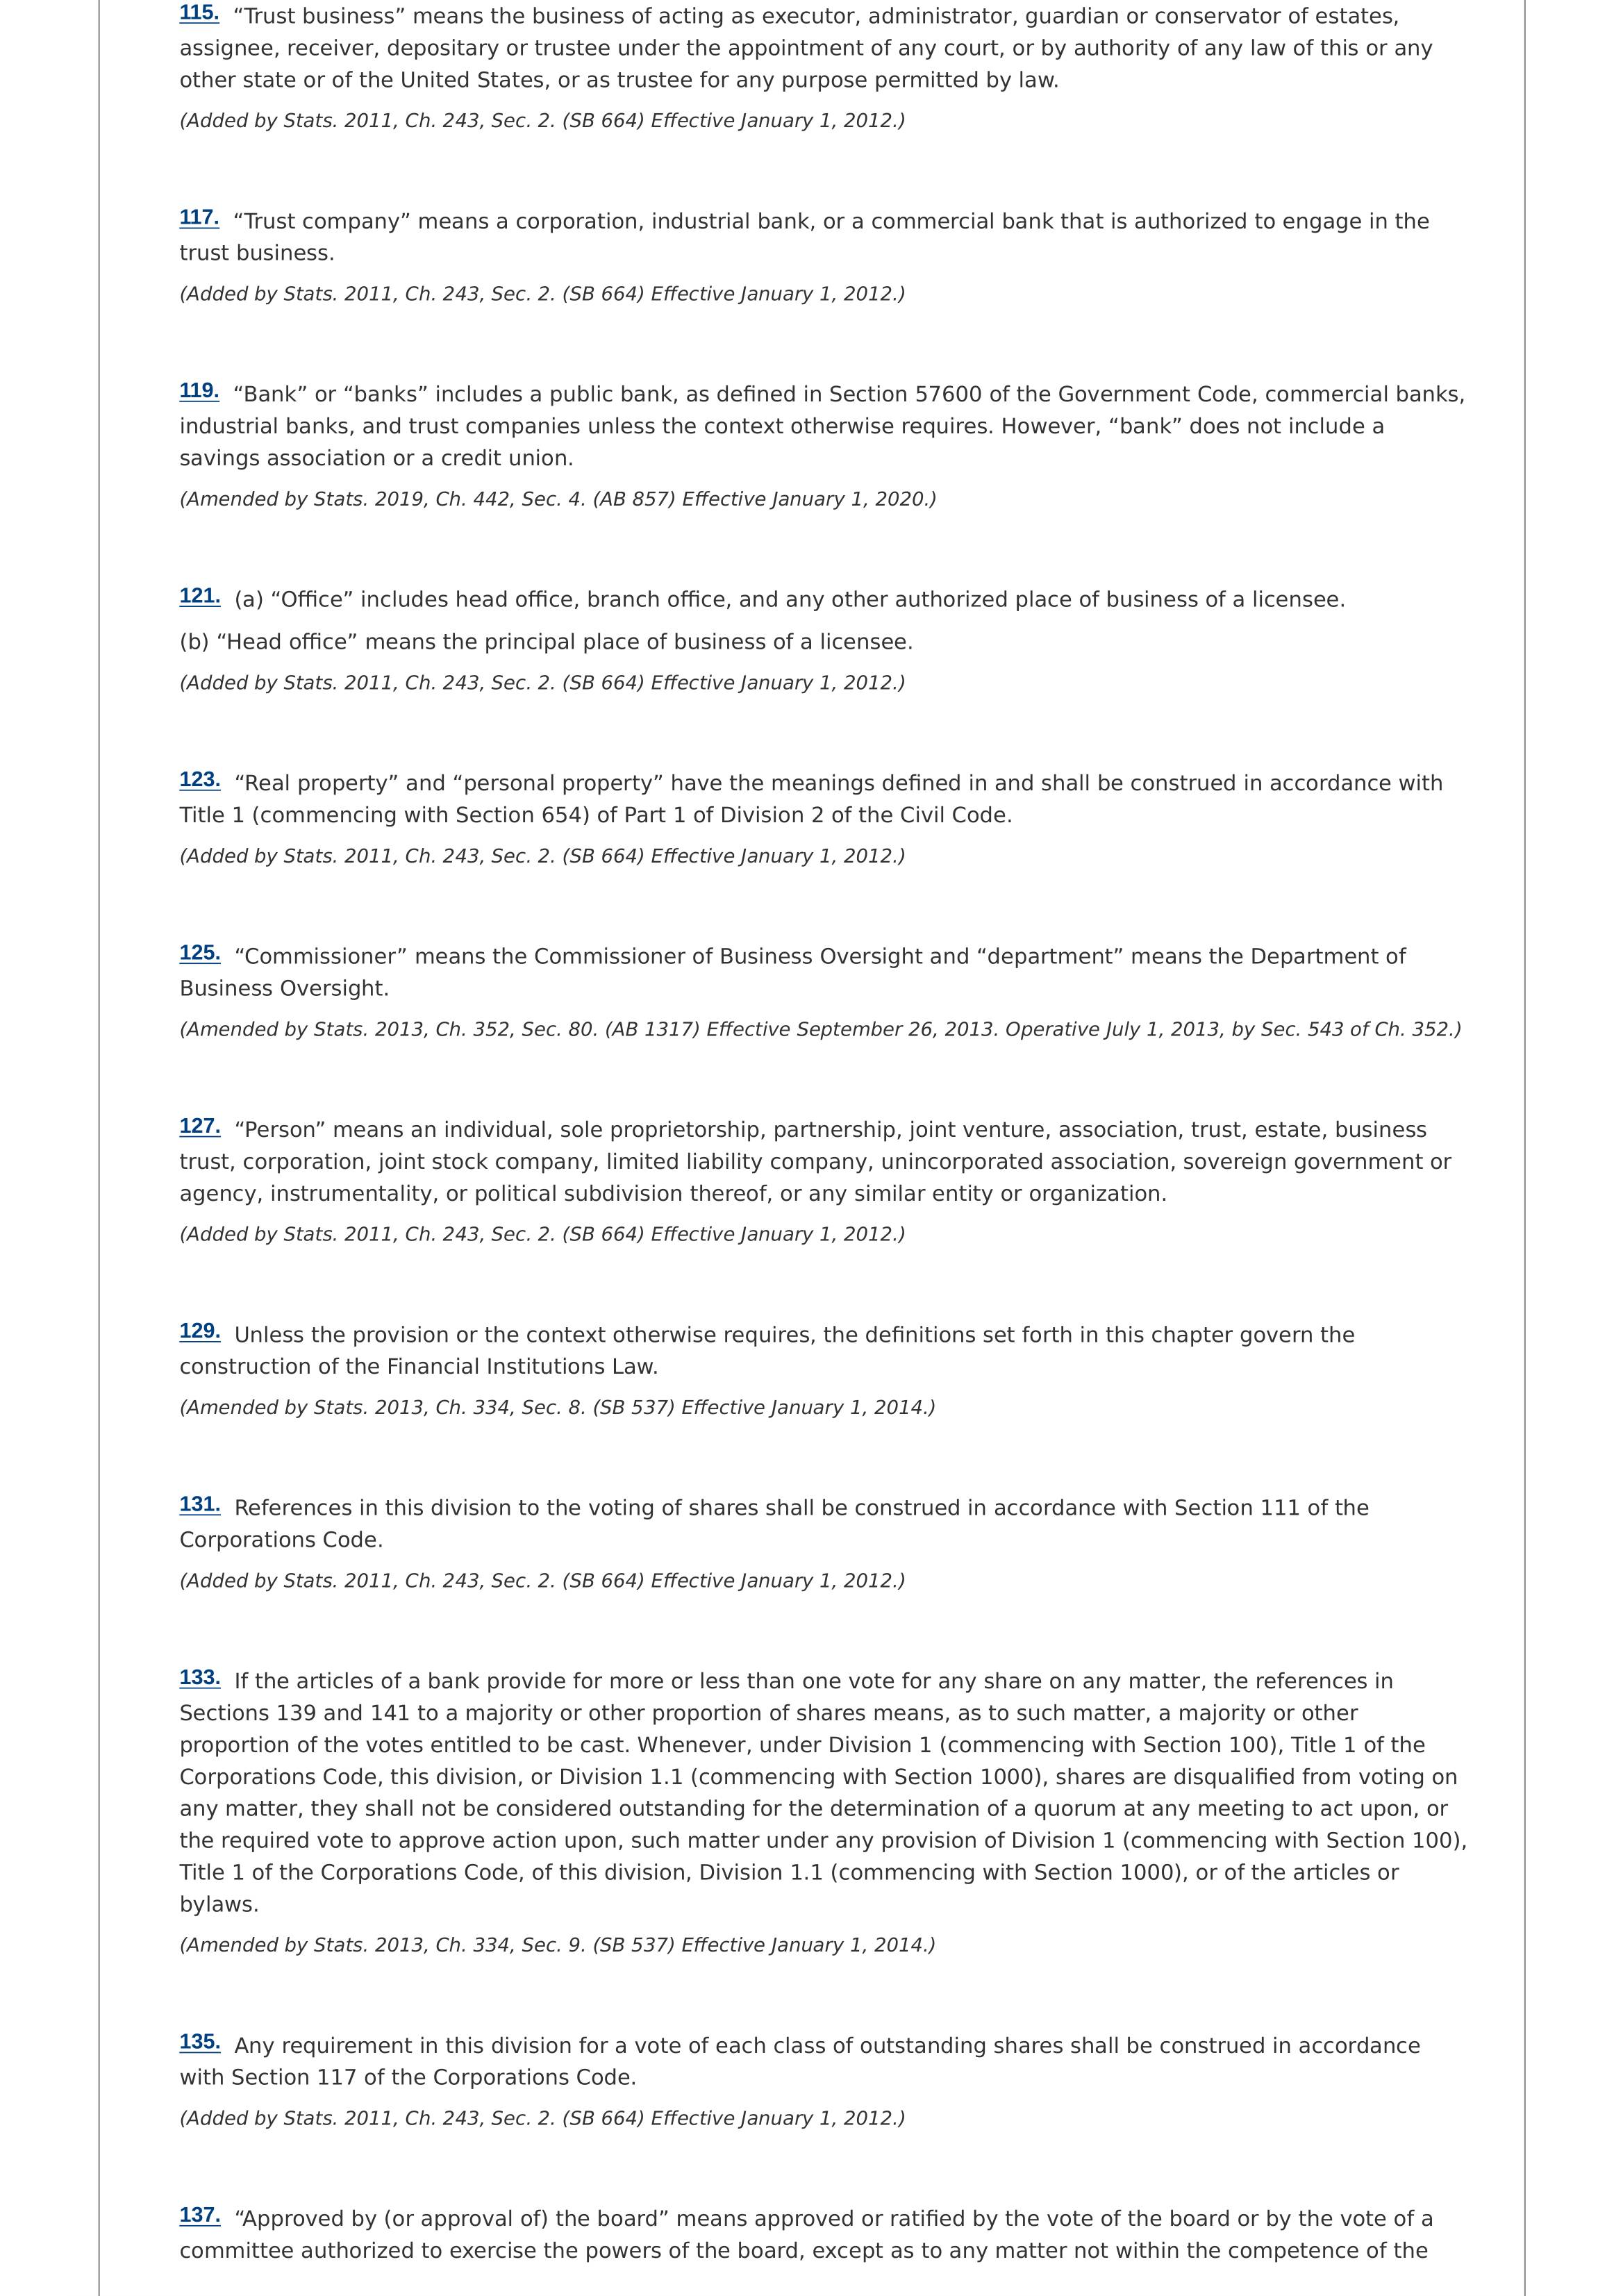 115. “Trust business” means the business of acting as executor, administrator, guardian or conservator of estates,
assignee, receiver, depositary or trustee under the appointment of any court, or by authority of any law of this or any
other state or of the United States, or as trustee for any purpose permitted by law.
(Added by Stats. 2011, Ch. 243, Sec. 2. (SB 664) Effective January 1, 2012.)
117. “Trust company” means a corporation, industrial bank, or a commercial bank that is authorized to engage in the
trust business.
(Added by Stats. 2011, Ch. 243, Sec. 2. (SB 664) Effective January 1, 2012.)
119. “Bank” or “banks” includes a public bank, as defined in Section 57600 of the Government Code, commercial banks,
industrial banks, and trust companies unless the context otherwise requires. However, “bank” does not include a
savings association or a credit union.
(Amended by Stats. 2019, Ch. 442, Sec. 4. (AB 857) Effective January 1, 2020.)
121. (a) “Office” includes head office, branch office, and any other authorized place of business of a licensee.
(b) “Head office” means the principal place of business of a licensee.
(Added by Stats. 2011, Ch. 243, Sec. 2. (SB 664) Effective January 1, 2012.)
123. “Real property” and “personal property” have the meanings defined in and shall be construed in accordance with
Title 1 (commencing with Section 654) of Part 1 of Division 2 of the Civil Code.
(Added by Stats. 2011, Ch. 243, Sec. 2. (SB 664) Effective January 1, 2012.)
125. “Commissioner” means the Commissioner of Business Oversight and “department” means the Department of
Business Oversight.
(Amended by Stats. 2013, Ch. 352, Sec. 80. (AB 1317) Effective September 26, 2013. Operative July 1, 2013, by Sec. 543 of Ch. 352.)
127. “Person” means an individual, sole proprietorship, partnership, joint venture, association, trust, estate, business
trust, corporation, joint stock company, limited liability company, unincorporated association, sovereign government or
agency, instrumentality, or political subdivision thereof, or any similar entity or organization.
(Added by Stats. 2011, Ch. 243, Sec. 2. (SB 664) Effective January 1, 2012.)
129. Unless the provision or the context otherwise requires, the definitions set forth in this chapter govern the
construction of the Financial Institutions Law.
(Amended by Stats. 2013, Ch. 334, Sec. 8. (SB 537) Effective January 1, 2014.)
131. References in this division to the voting of shares shall be construed in accordance with Section 111 of the
Corporations Code.
(Added by Stats. 2011, Ch. 243, Sec. 2. (SB 664) Effective January 1, 2012.)
133. If the articles of a bank provide for more or less than one vote for any share on any matter, the references in
Sections 139 and 141 to a majority or other proportion of shares means, as to such matter, a majority or other
proportion of the votes entitled to be cast. Whenever, under Division 1 (commencing with Section 100), Title 1 of the
Corporations Code, this division, or Division 1.1 (commencing with Section 1000), shares are disqualified from voting on
any matter, they shall not be considered outstanding for the determination of a quorum at any meeting to act upon, or
the required vote to approve action upon, such matter under any provision of Division 1 (commencing with Section 100),
Title 1 of the Corporations Code, of this division, Division 1.1 (commencing with Section 1000), or of the articles or
bylaws.
(Amended by Stats. 2013, Ch. 334, Sec. 9. (SB 537) Effective January 1, 2014.)
135. Any requirement in this division for a vote of each class of outstanding shares shall be construed in accordance
with Section 117 of the Corporations Code.
(Added by Stats. 2011, Ch. 243, Sec. 2. (SB 664) Effective January 1, 2012.)
137. “Approved by (or approval of) the board” means approved or ratified by the vote of the board or by the vote of a
committee authorized to exercise the powers of the board, except as to any matter not within the competence of the